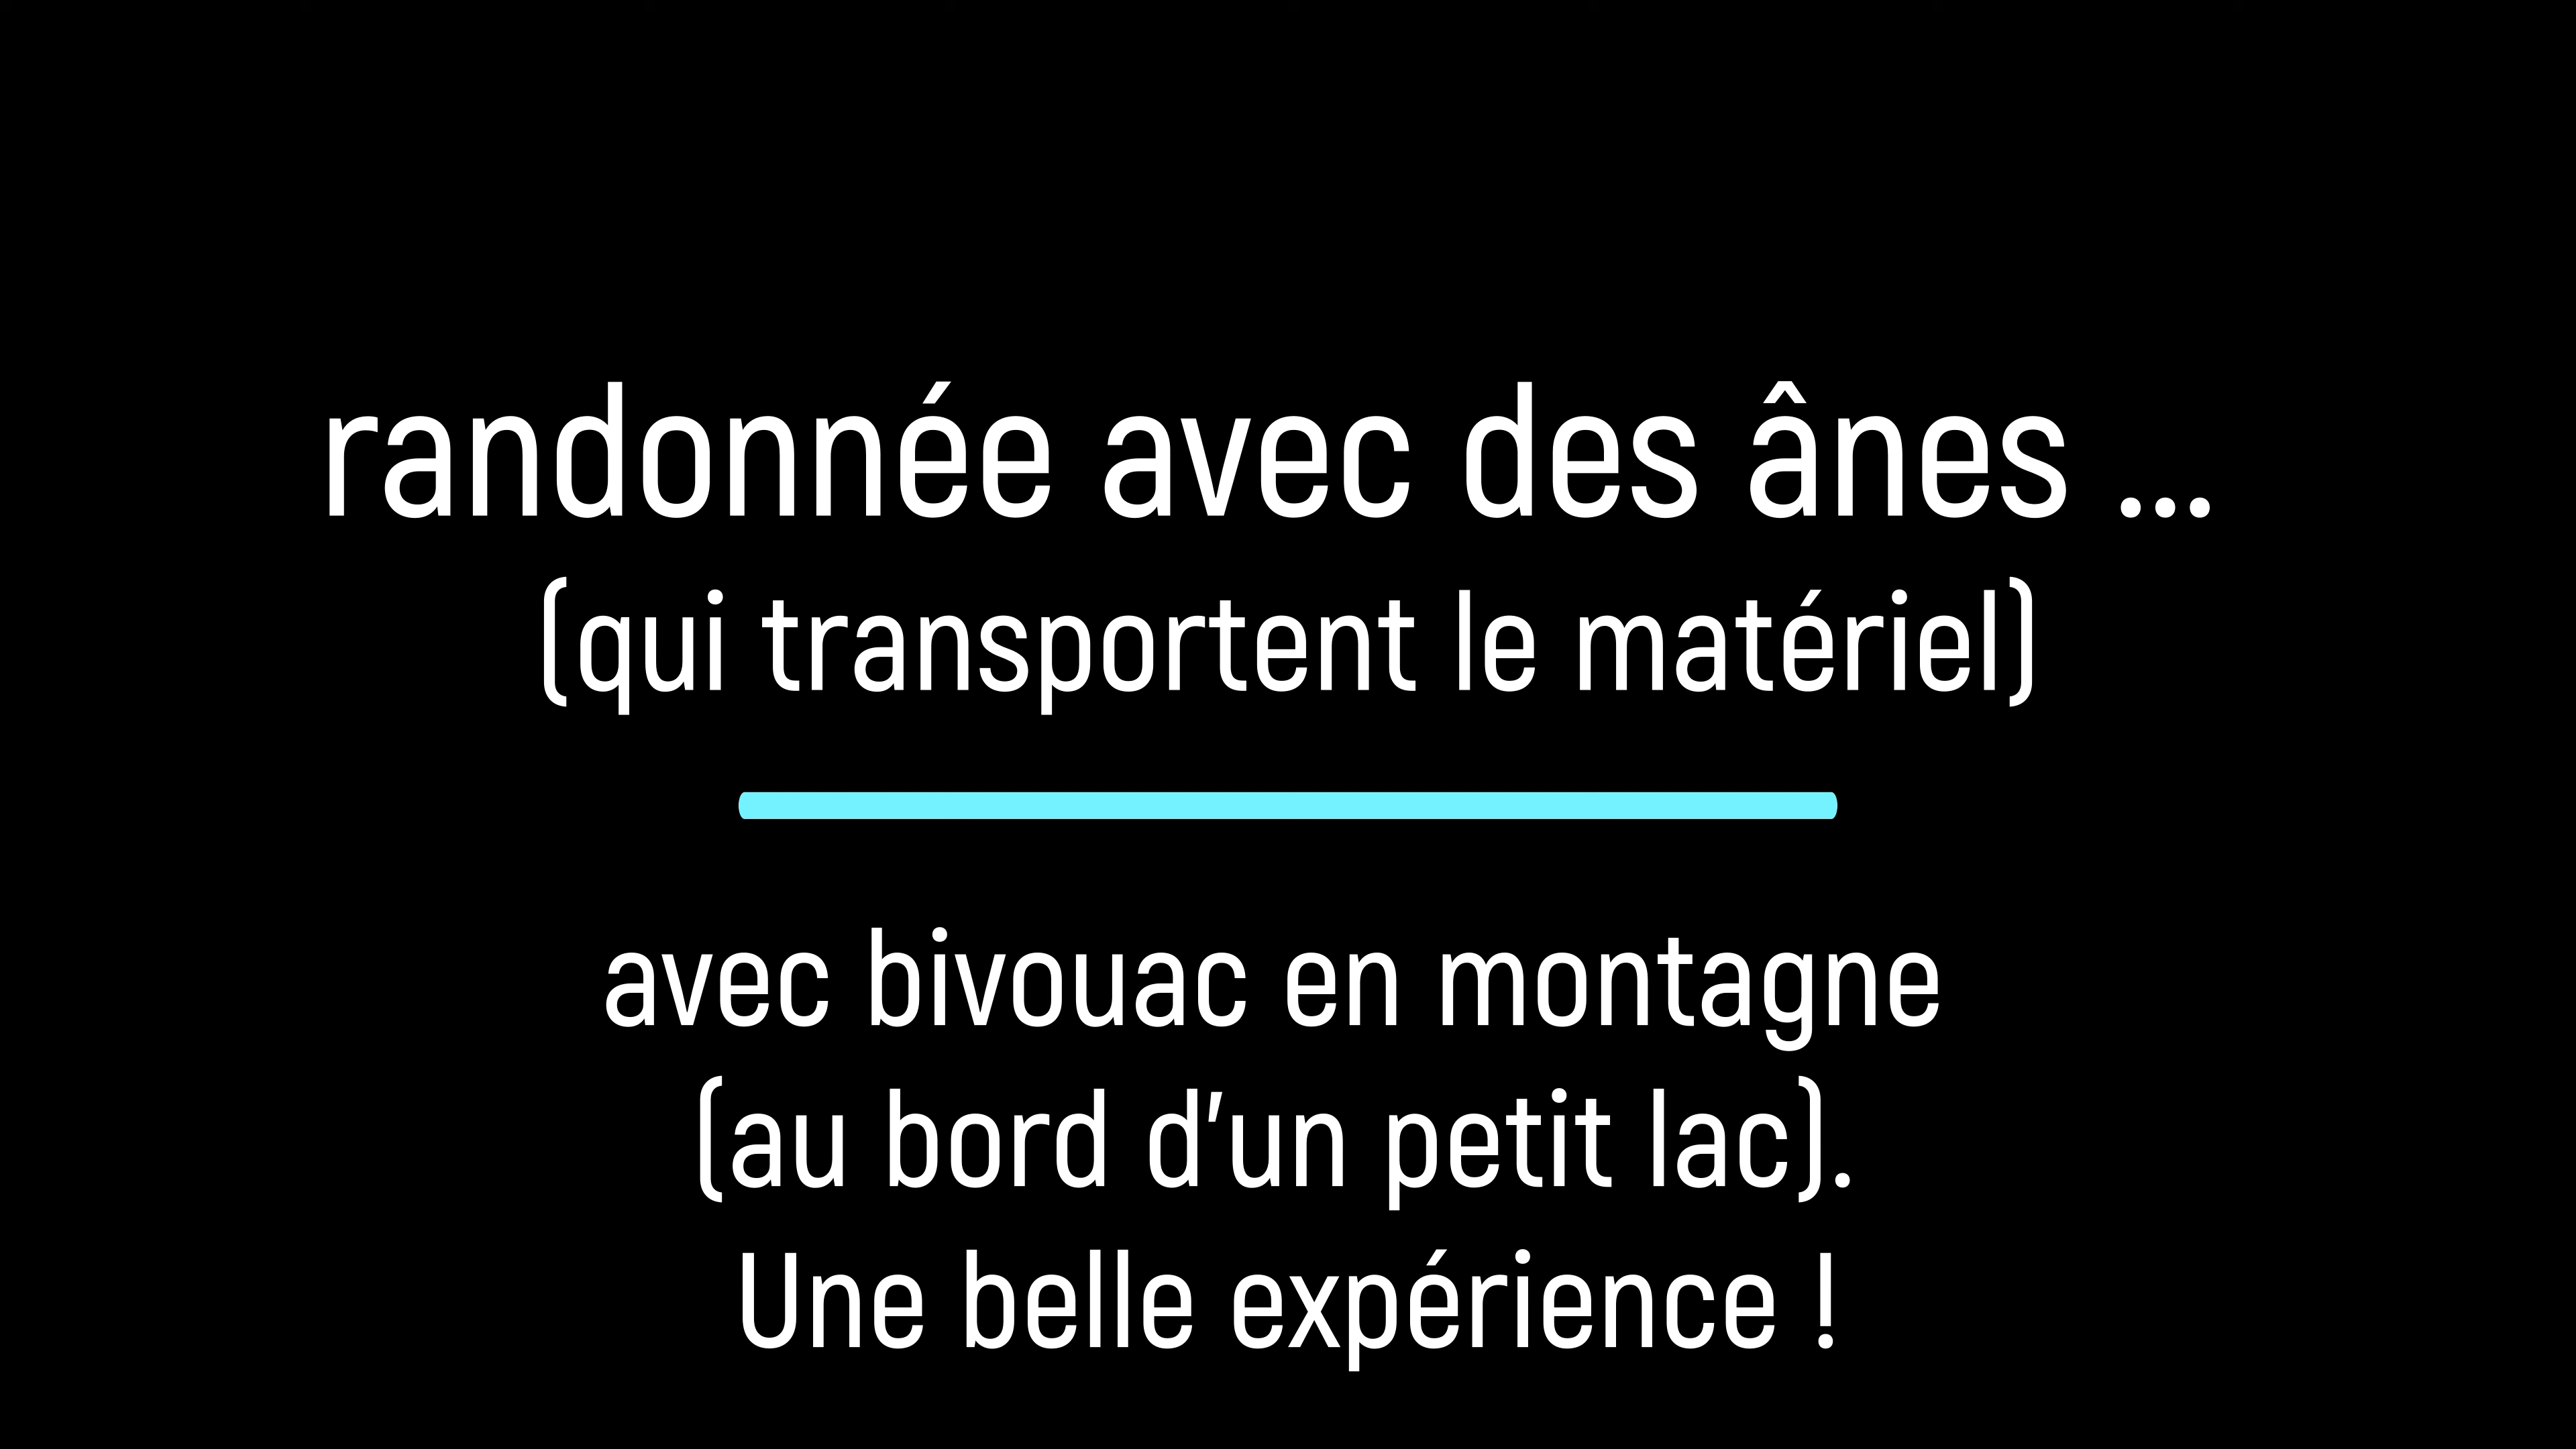 randonnée avec des ânes ...
(qui transportent le matériel)
avec bivouac en montagne
(au bord d'un petit lac).
Une belle expérience !